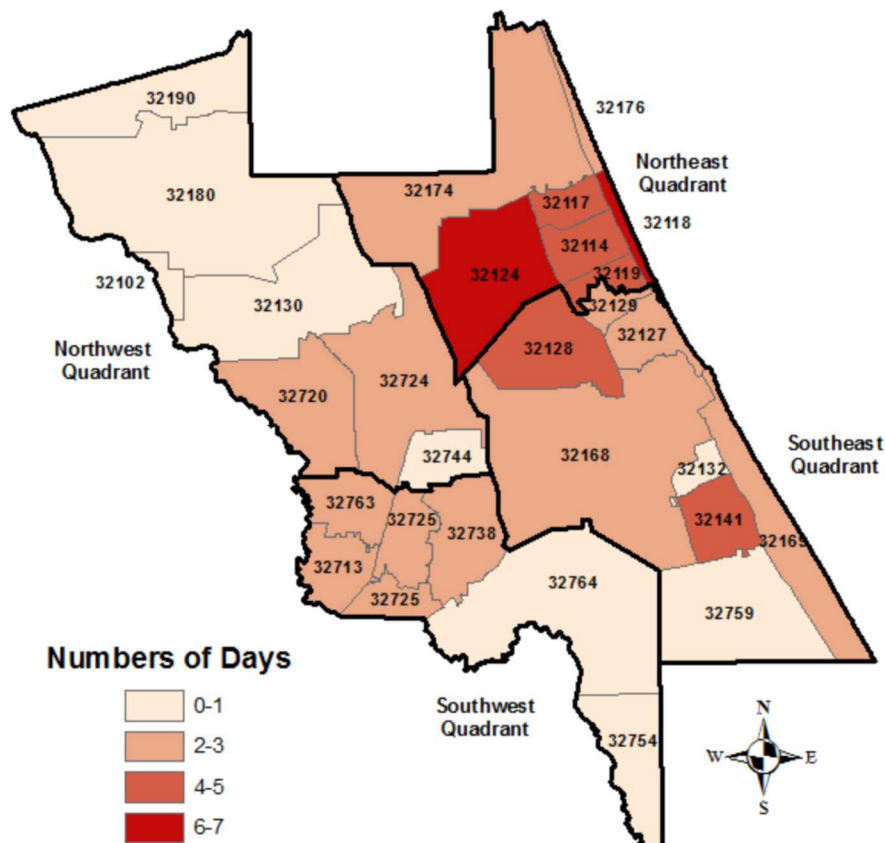 32190
32176
Northeast
Quadrant
32180
32174
32117
32118
32114
32124
32119
32102
32130
32129
32127
Northwest
Quadrant
32128
32724
32720
Southeast
Quadrant
32744
32168
32132
32763
32725
32738
32141
32169
32713
32764
32725
32759
Numbers of Days
0-1
2-3
4-5
6-7
Southwest
Quadrant
32754
N
W
E
S